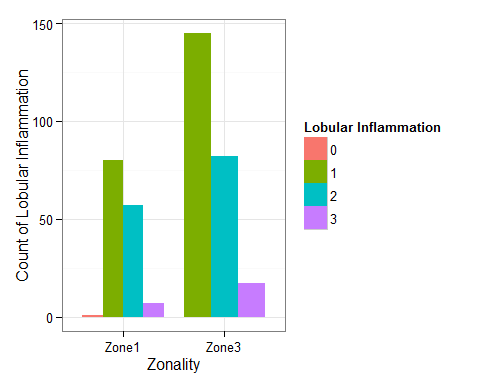 150
100
50
0
Count of Lobular Inflammation
Zone1 Zone3
Zonality
Lobular Inflammation
0
1
2
3